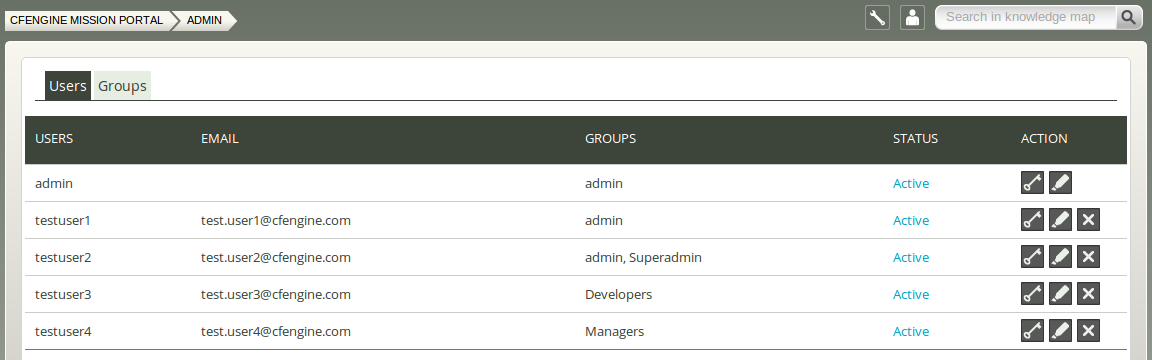 CFENGINE MISSION PORTAL ADMIN Search in knowledge map
Users Groups
USERS EMAIL GROUPS STATUS ACTION
admin admin Active
testuser1 test.user1@cfengine.com admin Active
testuser2 test.user2@cfengine.com admin, Superadmin Active
testuser3 test.user3@cfengine.com Developers Active
testuser4 test.user4@cfengine.com Managers Active